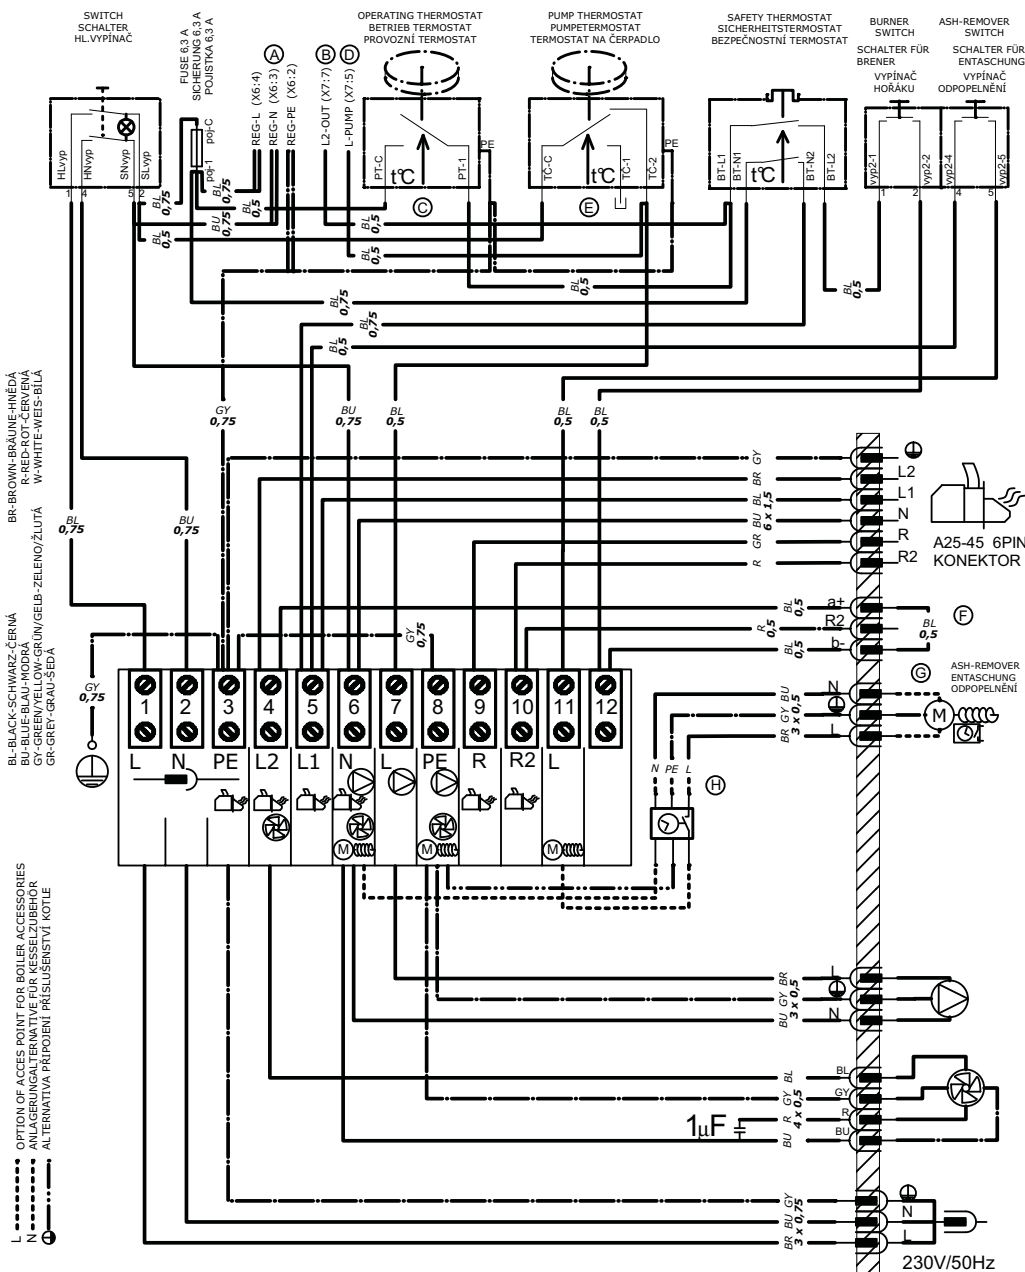 SWITCH
SCHALTER
HL.VYPÍNAČ
FUSE 6,3 A
SICHERUNG 6,3 A
POJISTKA 6,3 A
A
B
D
OPERATING THERMOSTAT
BETRIEB TERMOSTAT
PROVOZNÍ TERMOSTAT
PUMP THERMOSTAT
PUMPETERMOSTAT
TERMOSTAT NA ČERPADLO
SAFETY THERMOSTAT
SICHERHEITSTERMOSTAT
BEZPEČNOSTNÍ TERMOSTAT
BURNER
SWITCH
SCHALTER FÜR
BRENER
VYPÍNAČ
HOŘÁKU
ASH-REMOVER
SWITCH
SCHALTER FÜR
ENTASCHUNG
VYPÍNAČ
ODPOPELNĚNÍ
HLvyp
HNvyp
SNvyp
SLvyp
1 4 5 2
poj-1 poj-C
REG-L (X6:4)
REG-N (X6:3)
REG-PE (X6:2)
L2-OUT (X7:7)
L-PUMP (X7:5)
PT-C
t°C
PT-1
PE
C
TČ-C
t°C
TČ-1
TČ-2
PE
E
BT-L1
BT-N1
t°C
BT-N2
BT-L2
vyp2-1
vyp2-2
vyp2-4
vyp2-5
1 2 4 5
BL
0,75
BL
0,75
BU
0,75
BL
0,5
BL
0,5
BL
0,5
BL
0,5
BL
0,5
BL
0,75
BL
0,75
BL
0,5
BL
0,5
GY
0,75
BU
0,75
BL
0,5
BL
0,5
BL
0,5
BL
0,75
BU
0,75
BR-BROWN-BRÄUNE-HNĚDÁ
R-RED-ROT-ČERVENÁ
W-WHITE-WEIS-BÍLÁ
BL-BLACK-SCHWARZ-ČERNÁ
BU-BLUE-BLAU-MODRÁ
GY-GREEN/YELLOW-GRÜN/GELB-ZELENO/ŽLUTÁ
GR-GREY-GRAU-ŠEDÁ
GY
BR
BL
BU
GR
R
6 x 1,5
L2
L1
N
R
R2
A25-45 6PIN
KONEKTOR
BL
0,5
R
0,5
BL
0,5
a+
R2
b-
BL
0,5
F
GY
0,75
GY
0,75
G
ASH-REMOVER
ENTASCHUNG
ODPOPELNĚNÍ
BU
GY
BR
3 x 0,5
N
L
M
1 2 3 4 5 6 7 8 9 10 11 12
L N PE L2 L1 N L PE R R2 L
M
M
M
N PE L
H
BR
GY
BU
3 x 0,5
L
N
BL
GY
R
BU
4 x 0,5
BL
GY
R
BU
1µF
GY
BU
BR
3 x 0,75
N
L
230V/50Hz
L OPTION OF ACCES POINT FOR BOILER ACCESSORIES
N ANLAGERUNGALTERNATIVE FÜR KESSELZUBEHÖR
ALTERNATIVA PŘIPOJENÍ PŘÍSLUŠENSTVÍ KOTLE